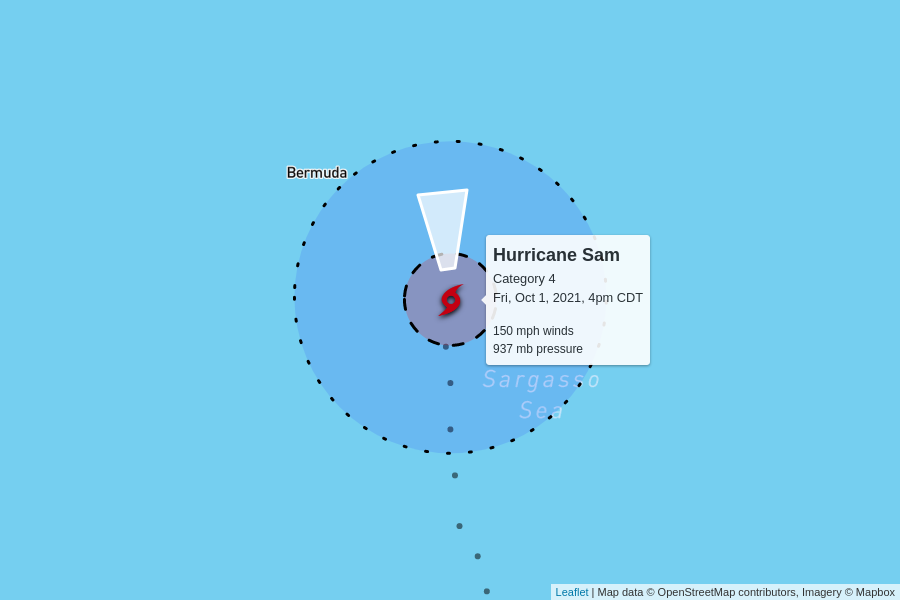 Bermuda
Hurricane Sam
Category 4
Fri, Oct 1, 2021, 4pm CDT
150 mph winds
937 mb pressure
Sargasso
Sea
Leaflet | Map data © OpenStreetMap contributors, Imagery © Mapbox